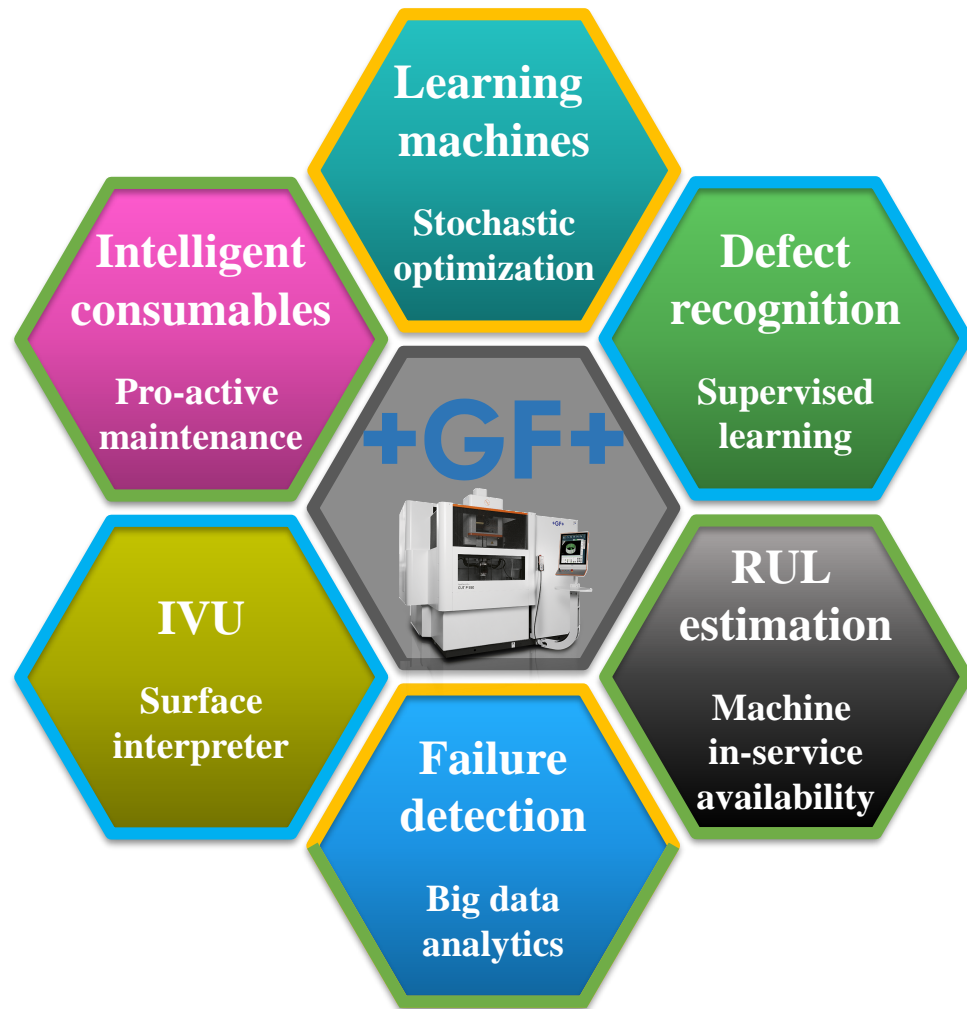 Learning
machines
Stochastic
optimization
Intelligent
consumables
Pro-active
maintenance
Defect
recognition
Supervised
learning
+GF+
+GF+
IVU
Surface
interpreter
RUL
estimation
Machine
in-service
availability
Failure
detection
Big data
analytics